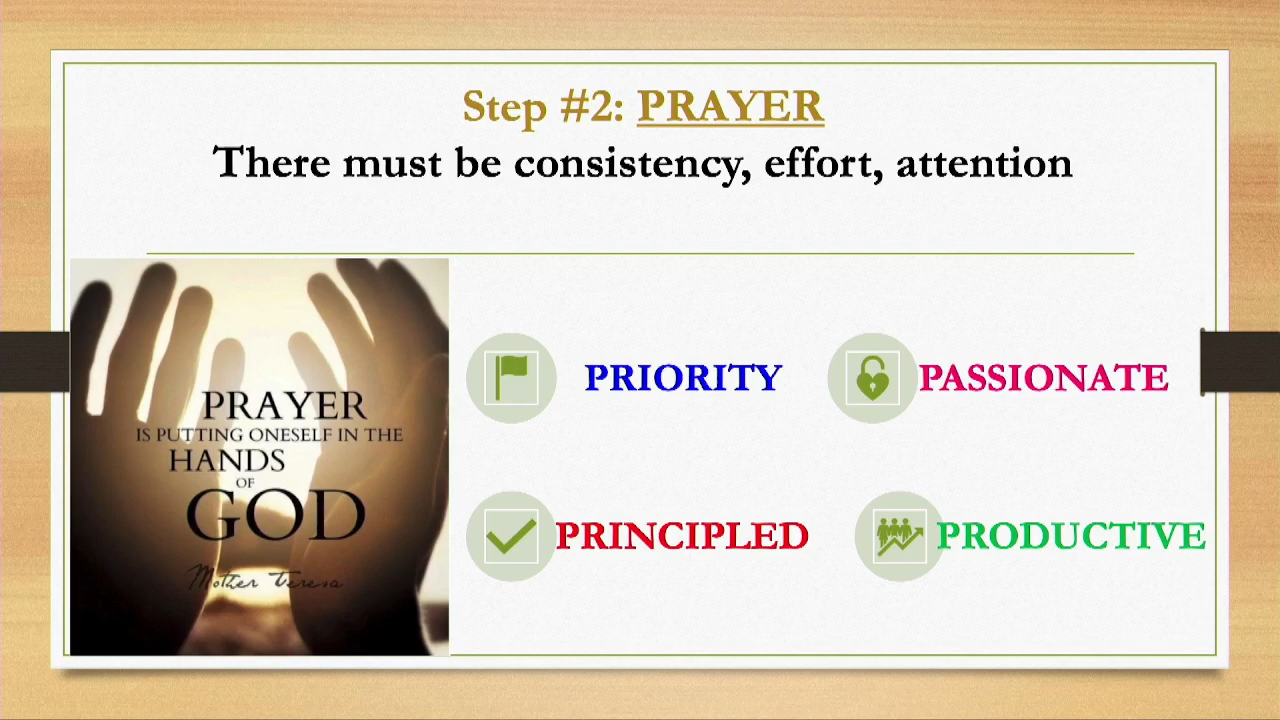 Step #2: PRAYER
There must be consistency, effort, attention
PRAYER
IS PUTTING ONESELF IN THE
HANDS
OF
GOD
Mother Teresa
PRIORITY
PASSIONATE
PRINCIPLED
PRODUCTIVE